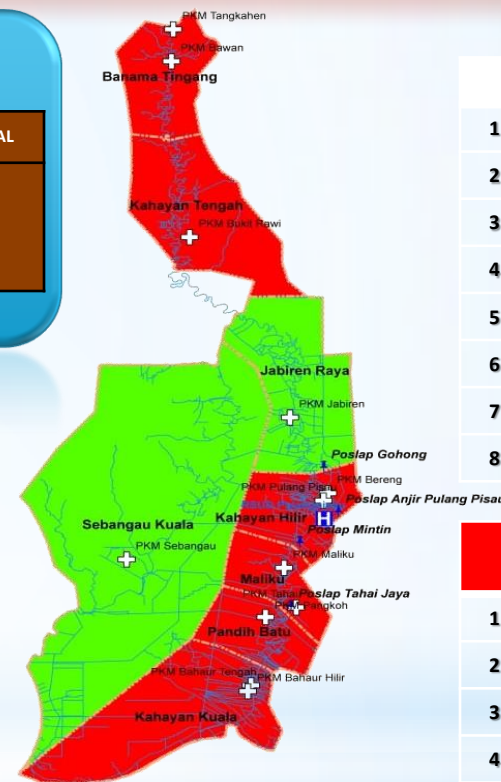 PKM Tangkahen
PKM Bawan
Banama Tingang
AL
1
2
Kahayan Tengah
3
PKM Bukit Rawi
4
5
Jabiren Raya
6
PKM Jabiren
7
Poslap Gohong
8
PKM Bereng
PKM Pulang Pisau
Poslap Anjir Pulang Pisau
Kahayan Hilir
H
Sebangau Kuala
Poslap Mintin
PKM Sebangau
PKM Maliku
Maliku
PKM Tahai
Poslap Tahai Jaya
PKM Pangkoh
1
Pandih Batu
2
PKM Bahaur Tengah
PKM Bahaur Hilir
3
Kahayan Kuala
4